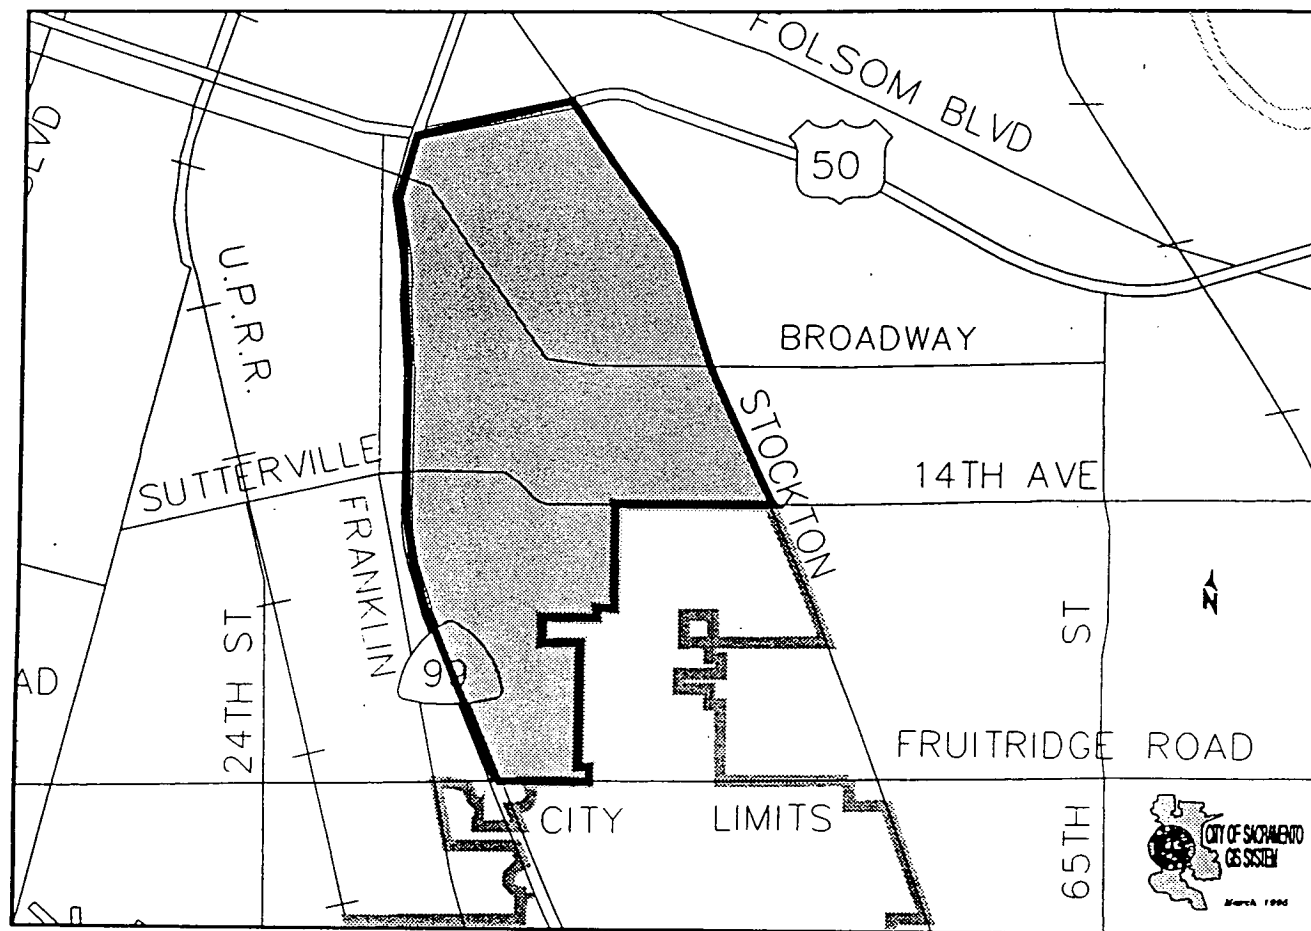 FOLSOM BLVD
BLVD
50
U.P.R.R.
BROADWAY
STOCKTON
SUTTERVILLE
14TH AVE
FRANKLIN
N
24TH ST
ST
99
AD
FRUITRIDGE ROAD
CITY LIMITS
65TH
CITY OF SACRAMENTO
GIS SYSTEM